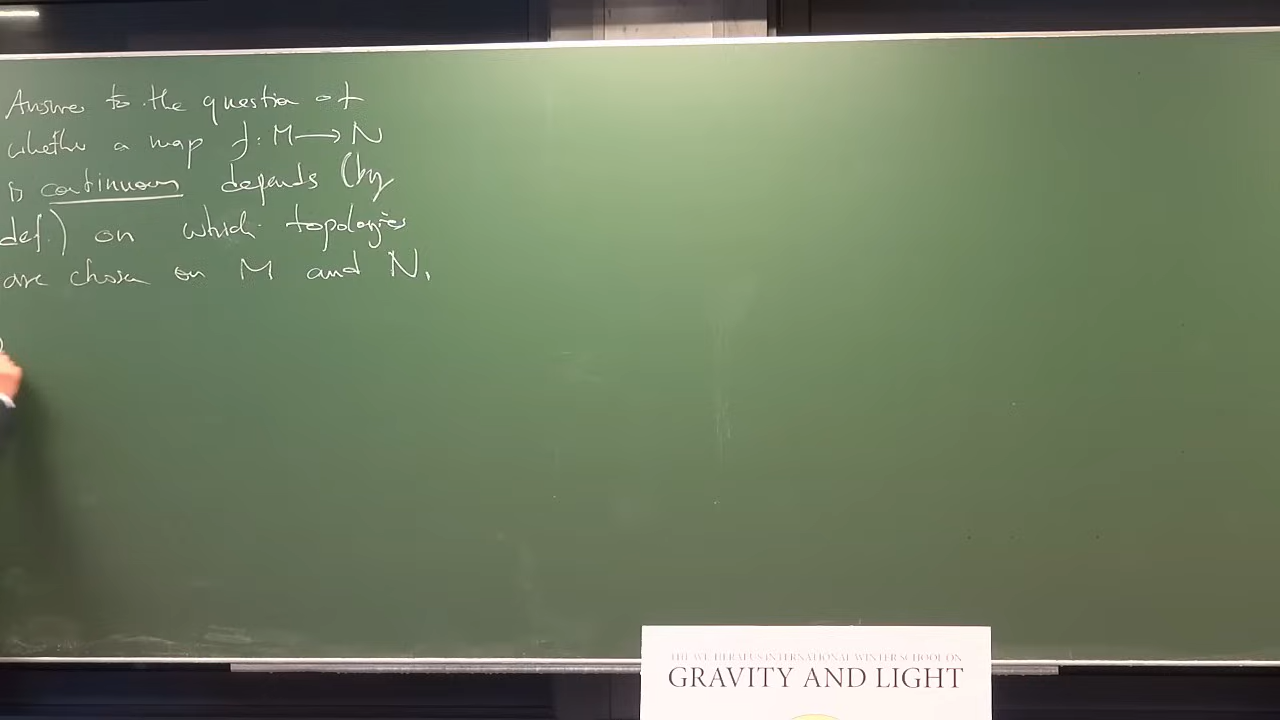 Answer to the question of
whether a map f: M ⟶ N
is continuous depends (by
def.) on which topologies
are chosen on M and N.
THE WE HERAEUS INTERNATIONAL WINTER SCHOOL ON
GRAVITY AND LIGHT